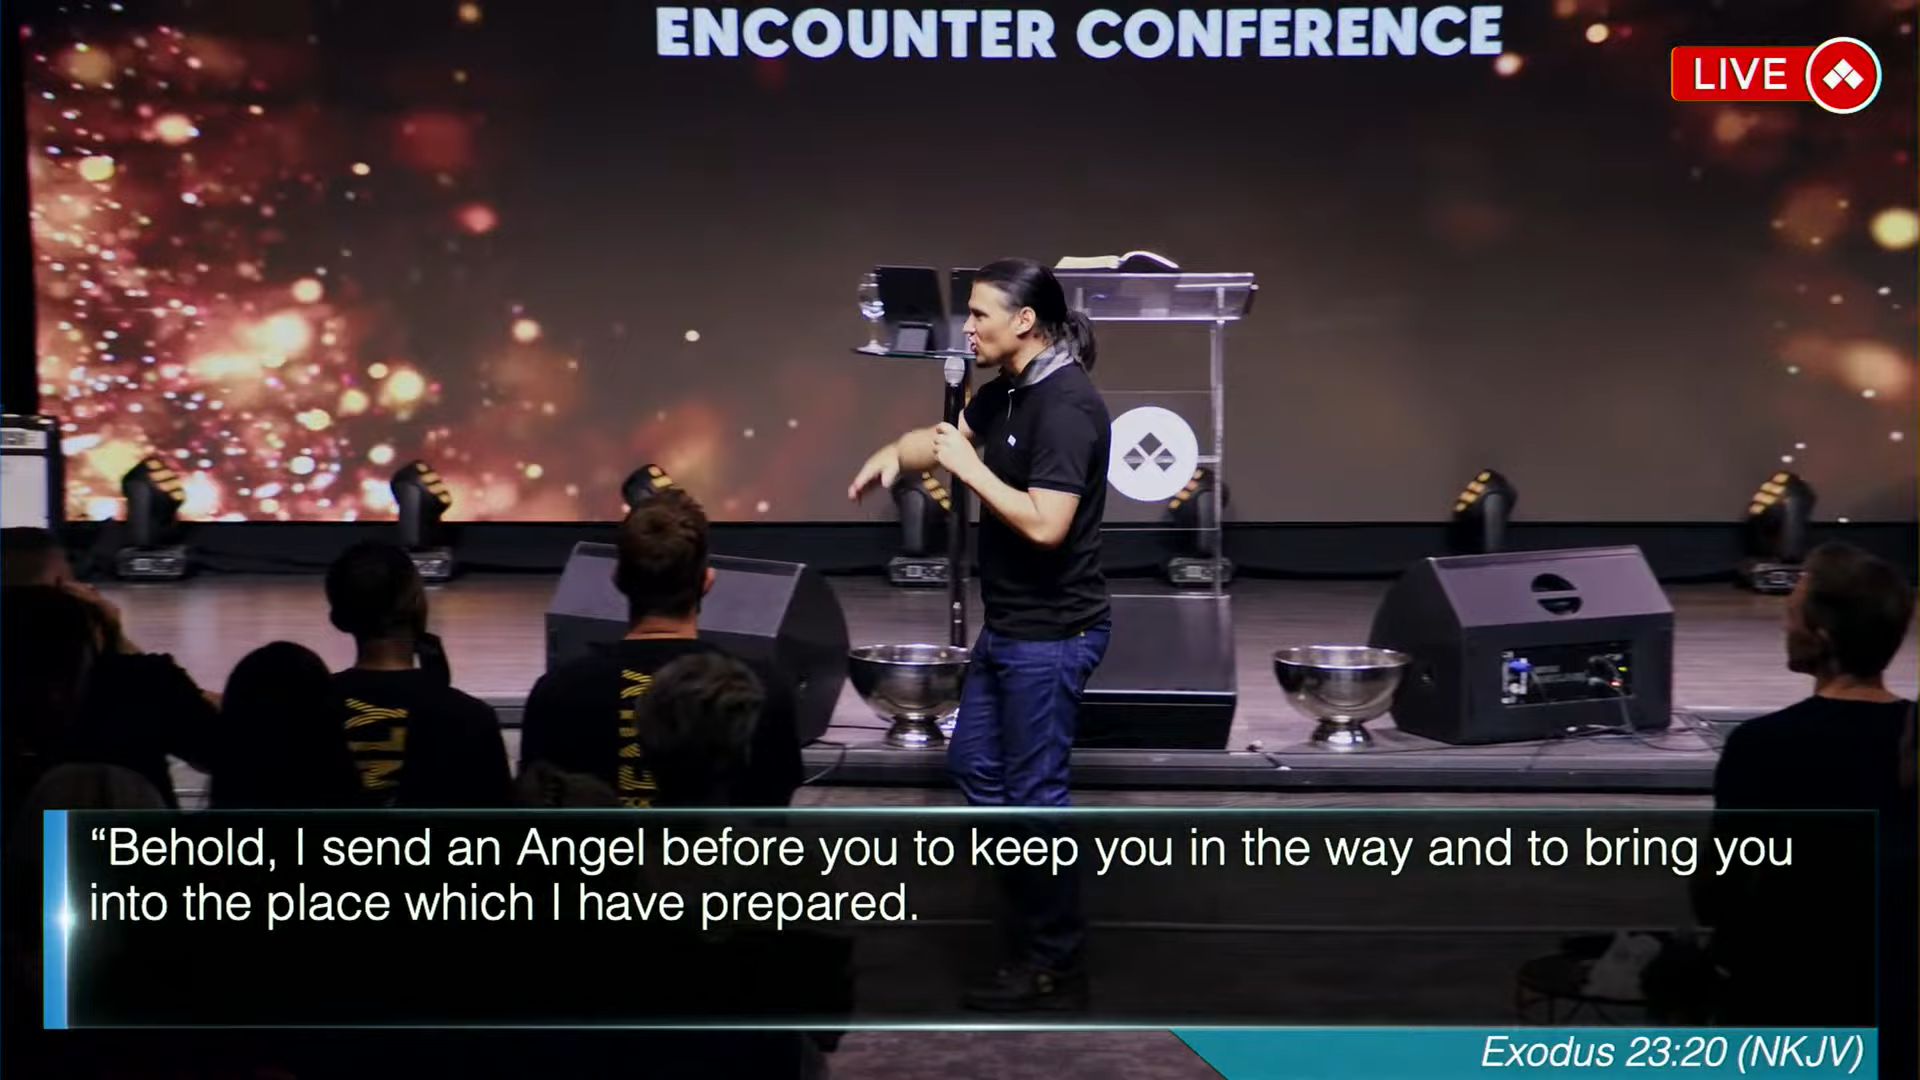 ENCOUNTER CONFERENCE
LIVE
NLY
“Behold, I send an Angel before you to keep you in the way and to bring you
into the place which I have prepared.
Exodus 23:20 (NKJV)